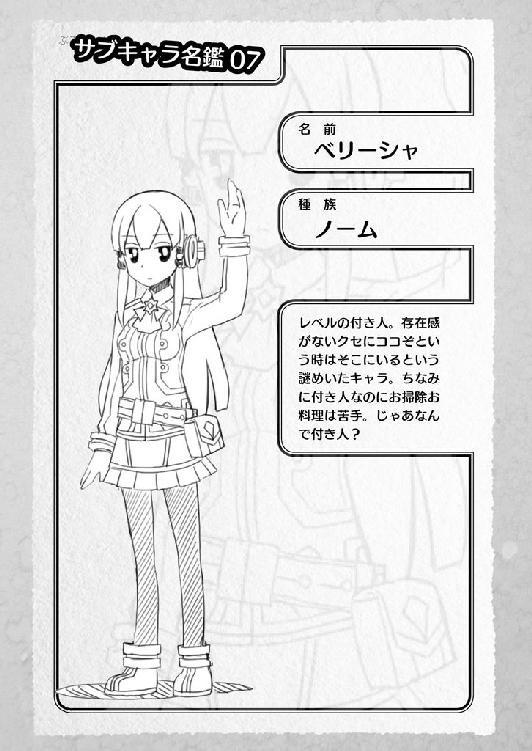 サブキャラ名鑑 07
名 前
ベリーシャ
種 族
ノーム
レベルの付き人。存在感
がないクセにココぞとい
う時はそこにいるという
謎めいたキャラ。ちなみ
に付き人なのにお掃除お
料理は苦手。じゃあなん
で付き人？